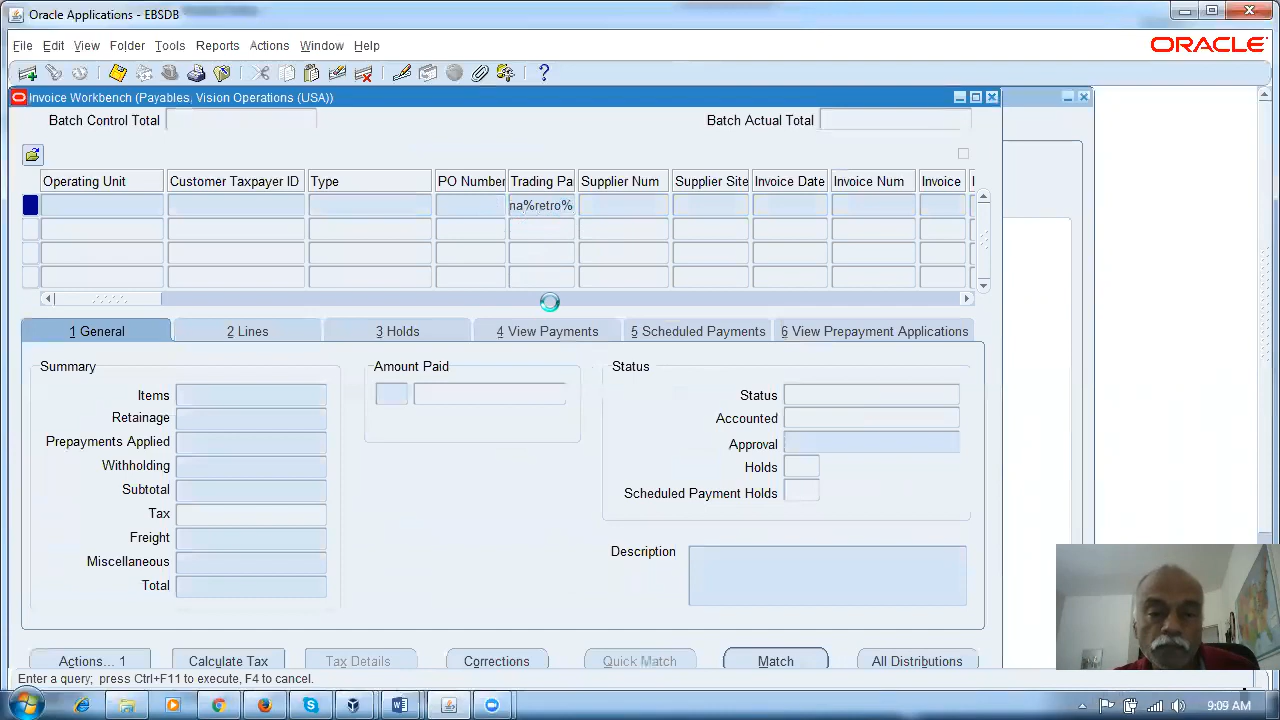 Oracle Applications - EBSDB
File Edit View Folder Tools Reports Actions Window Help
ORACLE
Invoice Workbench (Payables, Vision Operations (USA))
Batch Control Total
Batch Actual Total
Operating Unit Customer Taxpayer ID Type PO Number Trading Pa Supplier Num Supplier Site Invoice Date Invoice Num Invoice
na%retro%
1 General 2 Lines 3 Holds 4 View Payments 5 Scheduled Payments 6 View Prepayment Applications
Summary
Items
Retainage
Prepayments Applied
Withholding
Subtotal
Tax
Freight
Miscellaneous
Total
Amount Paid
Status
Status
Accounted
Approval
Holds
Scheduled Payment Holds
Description
Actions... 1 Calculate Tax Tax Details Corrections Quick Match Match All Distributions
Enter a query; press Ctrl+F11 to execute, F4 to cancel.
9:09 AM